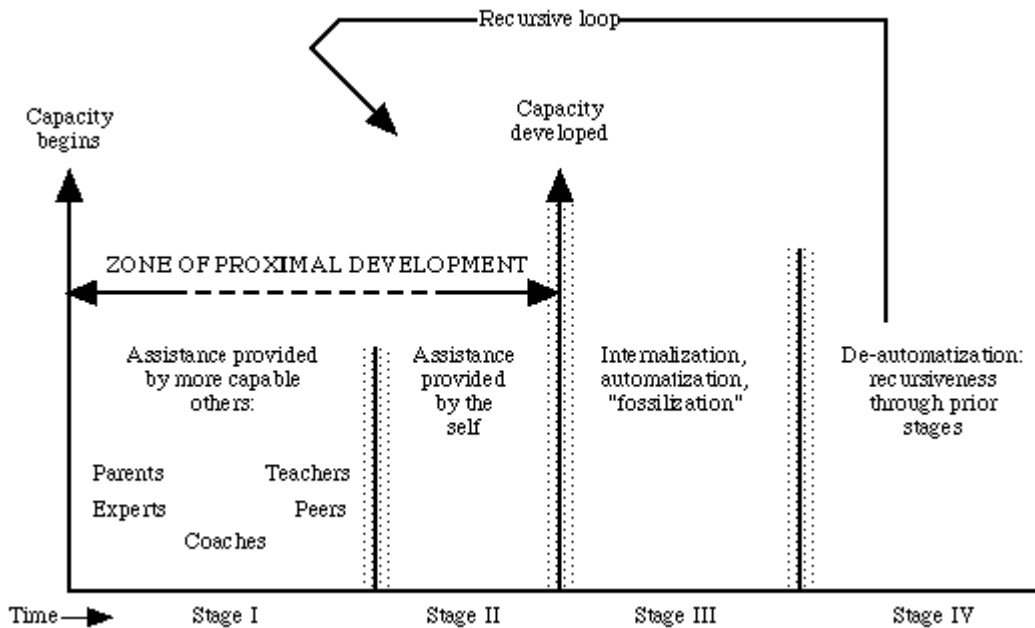 Recursive loop
Capacity
begins
Capacity
developed
ZONE OF PROXIMAL DEVELOPMENT
Assistance provided
by more capable
others:
Parents
Teachers
Experts
Peers
Coaches
Assistance
provided
by the
self
Internalization,
automatization,
"fossilization"
De-automatization:
recursiveness
through prior
stages
Time
Stage I
Stage II
Stage III
Stage IV